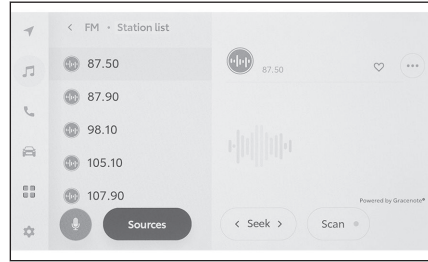 < FM • Station list
87.50
87.90
98.10
105.10
107.90
Sources
87.50
Powered by Gracenote®
< Seek >
Scan